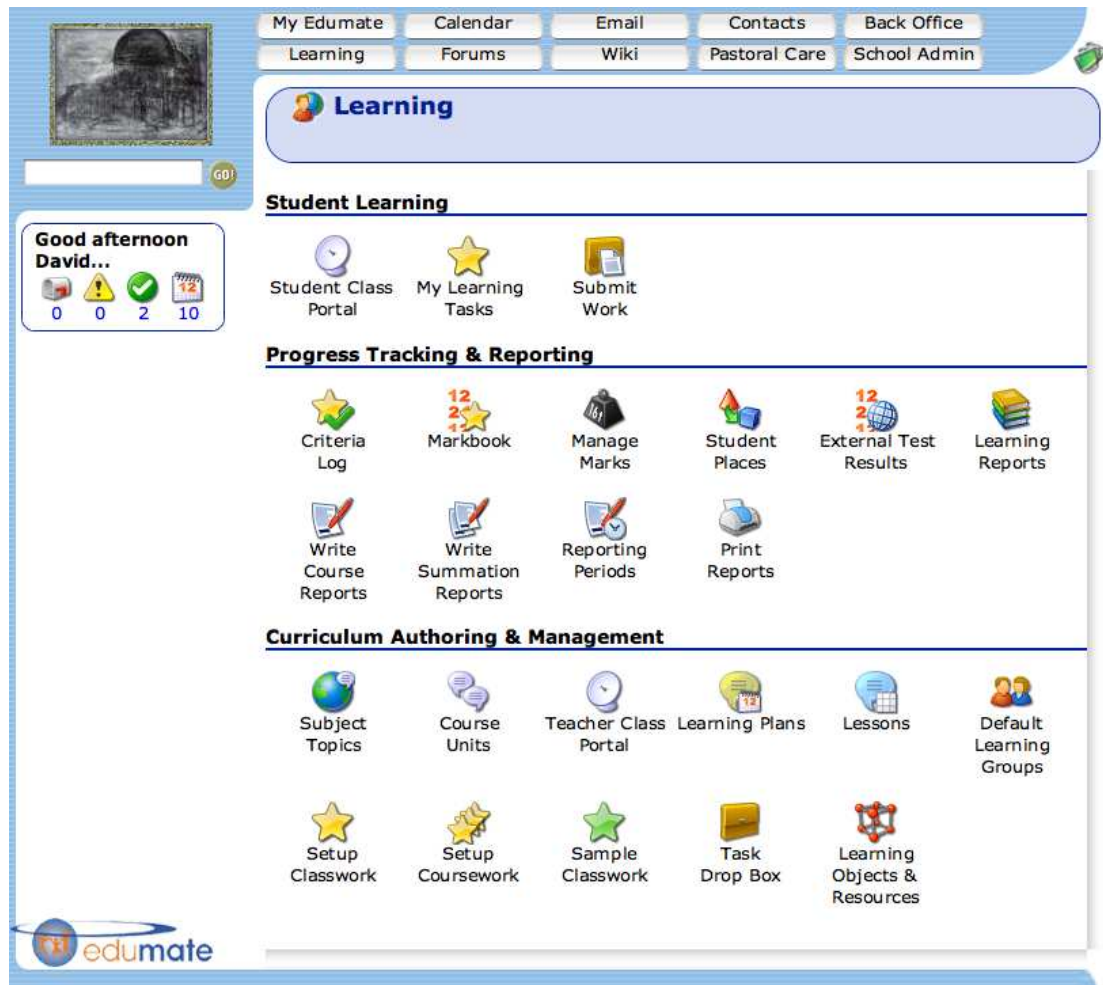 My Edumate Calendar Email Contacts Back Office
Learning Forums Wiki Pastoral Care School Admin
Learning
GO!
Good afternoon
David...
12
0 0 2 10
Student Learning
Student Class
Portal
My Learning
Tasks
Submit
Work
Progress Tracking & Reporting
Criteria
Log
Markbook
Manage
Marks
Student
Places
External Test
Results
Learning
Reports
Write
Course
Reports
Write
Summation
Reports
Reporting
Periods
Print
Reports
Curriculum Authoring & Management
Subject
Topics
Course
Units
Teacher Class
Portal
Learning Plans
Lessons
Default
Learning
Groups
Setup
Classwork
Setup
Coursework
Sample
Classwork
Task
Drop Box
Learning
Objects &
Resources
edumate